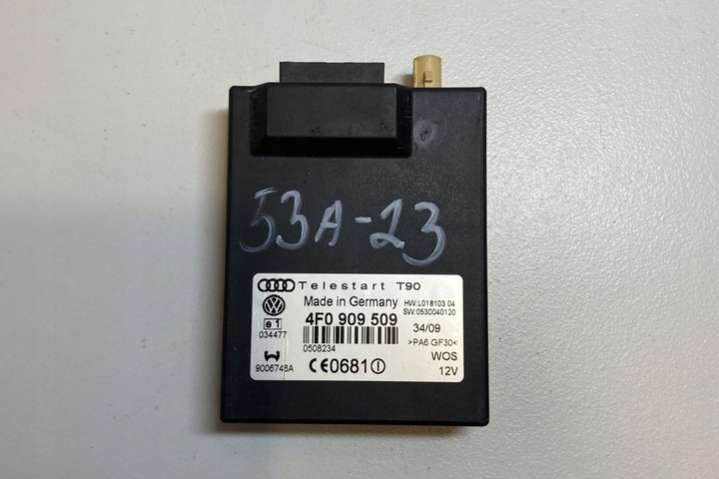 53A-23
Telestart T90
Made in Germany
HW:L018103 04
SW:0530040120
4F0 909 509
34/09
e1
034477
0508234
>PA6 GF30<
WOS
9006748A
CE0681
12V